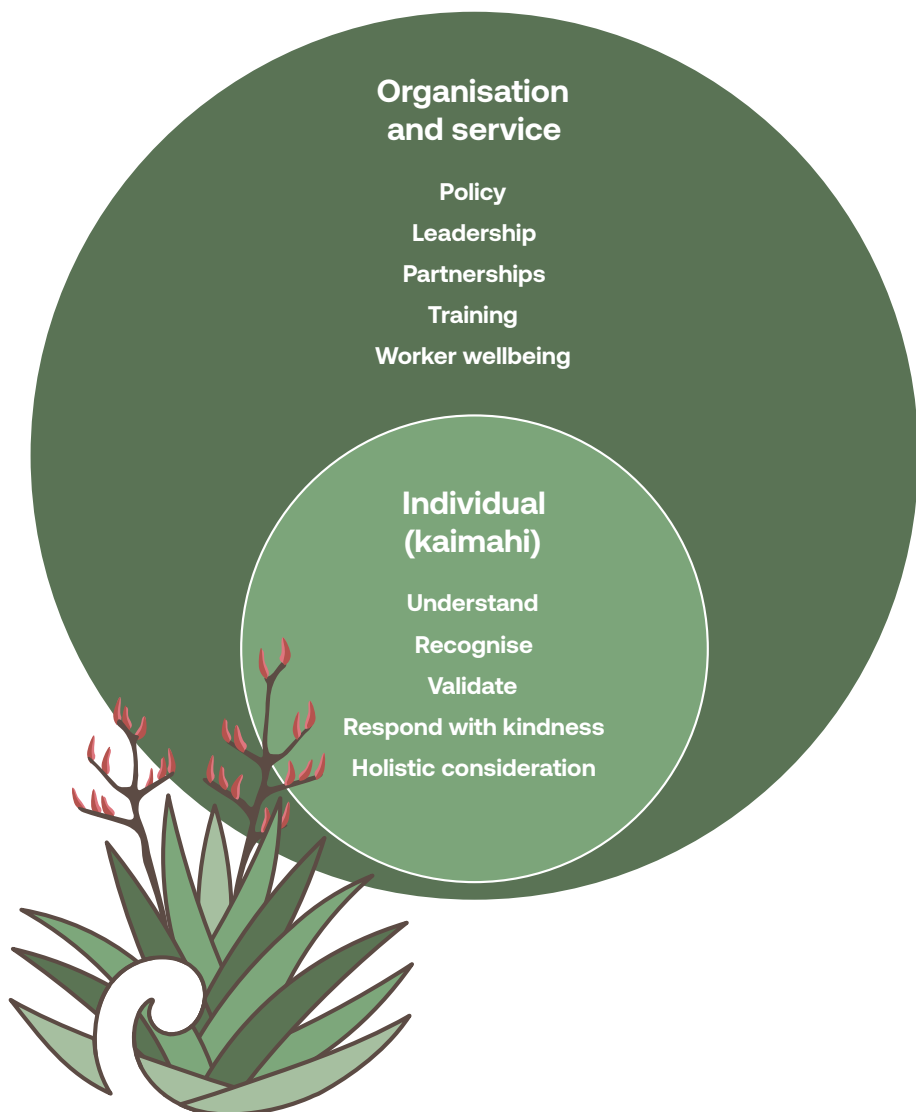 Organisation
and service
Policy
Leadership
Partnerships
Training
Worker wellbeing
Individual
(kaimahi)
Understand
Recognise
Validate
Respond with kindness
Holistic consideration